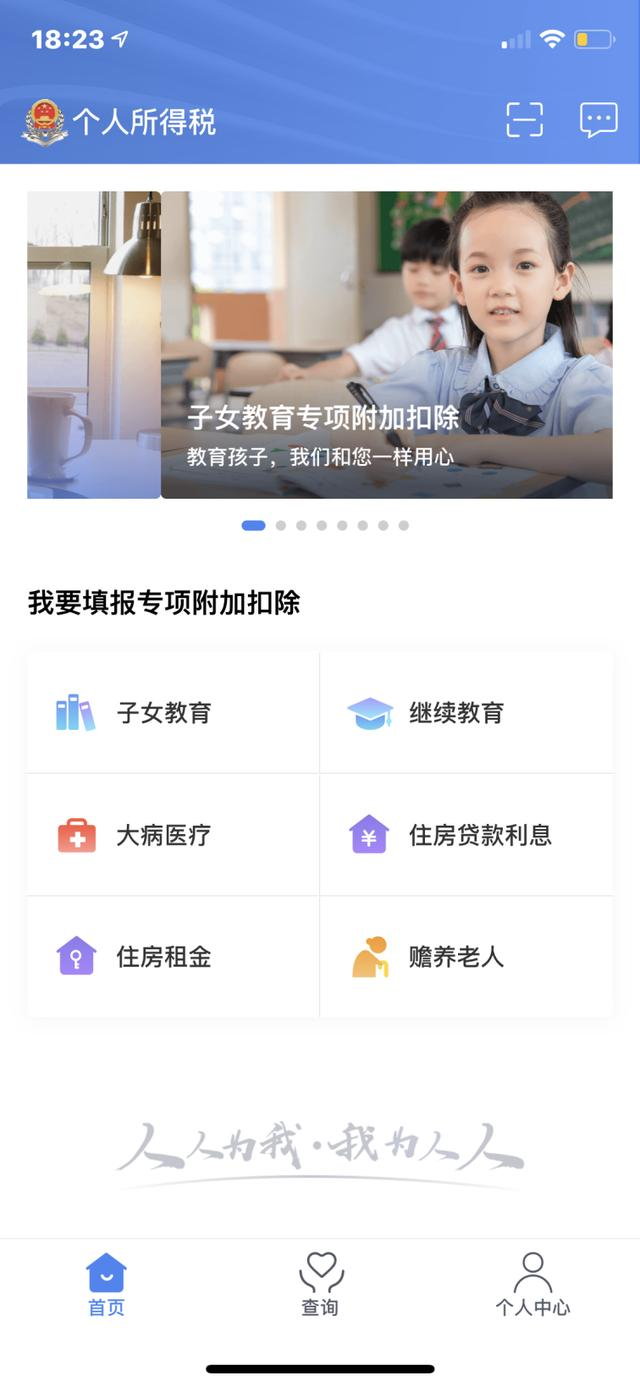 18:23
个人所得税
子女教育专项附加扣除
教育孩子，我们和您一样用心
我要填报专项附加扣除
子女教育
继续教育
大病医疗
住房贷款利息
住房租金
赡养老人
人人为我·我为人人
首页
查询
个人中心